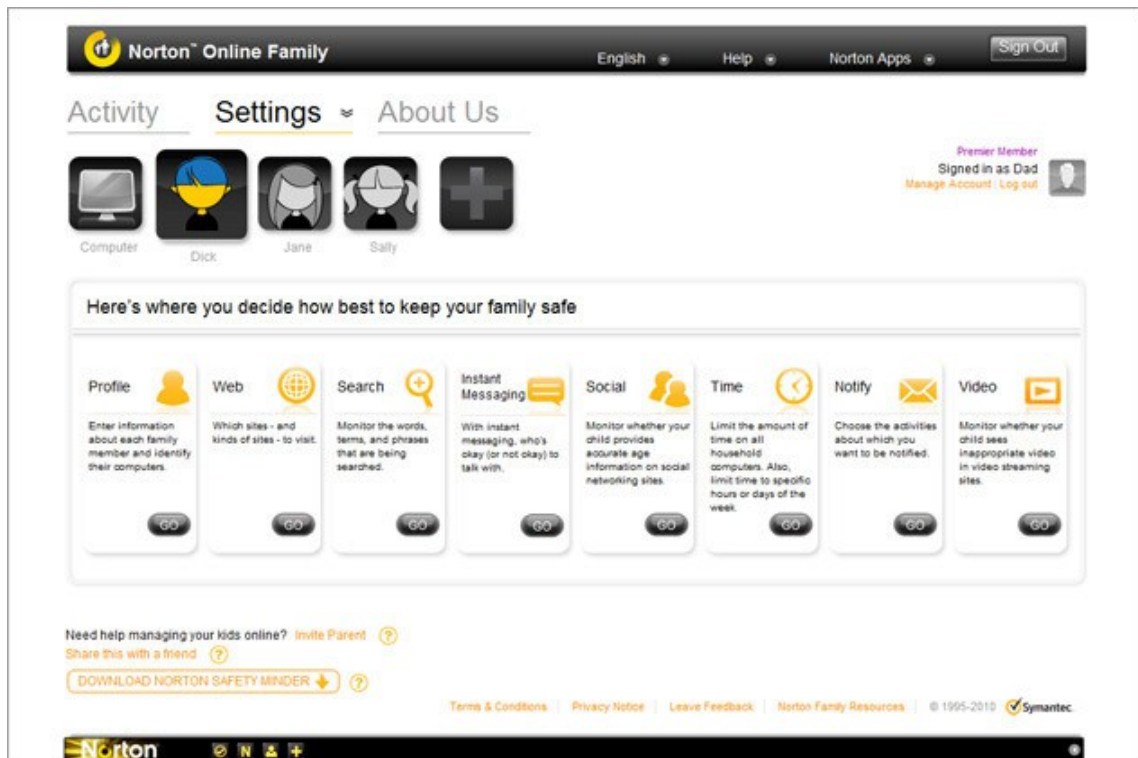 Norton™ Online Family
English
Help
Norton Apps
Sign Out
Activity
Settings
About Us
Premier Member
Signed in as Dad
Manage Account | Log out
Computer
Dick
Jane
Sally
Here's where you decide how best to keep your family safe
Profile
Enter information
about each family
member and identify
their computers.
GO
Web
Which sites - and
kinds of sites - to visit.
GO
Search
Monitor the words,
terms, and phrases
that are being
searched.
GO
Instant
Messaging
With instant
messaging, who's
okay (or not okay) to
talk with.
GO
Social
Monitor whether your
child provides
accurate age
information on social
networking sites.
GO
Time
Limit the amount of
time on all
household
computers. Also,
limit time to specific
hours or days of the
week.
GO
Notify
Choose the activities
about which you
want to be notified.
GO
Video
Monitor whether your
child sees
inappropriate video
in video streaming
sites.
GO
Need help managing your kids online? Invite Parent ?
Share this with a friend ?
DOWNLOAD NORTON SAFETY MINDER ?
Terms & Conditions | Privacy Notice | Leave Feedback | Norton Family Resources | © 1995-2010 Symantec.
Norton
N